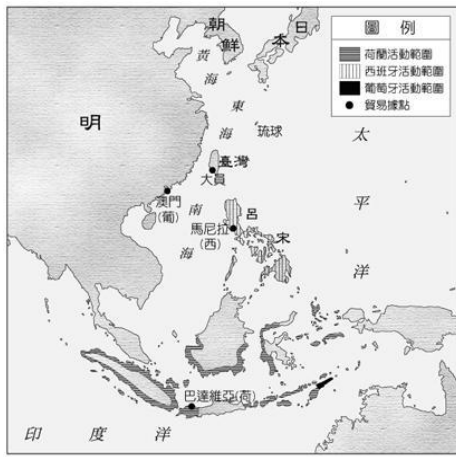 朝鮮
日本
圖例
荷蘭活動範圍
西班牙活動範圍
葡萄牙活動範圍
貿易據點
黃海
東海
明
琉球
太平洋
臺灣
大員
澳門
(葡)
南海
呂宋
馬尼拉
(西)
巴達維亞(荷)
印度洋